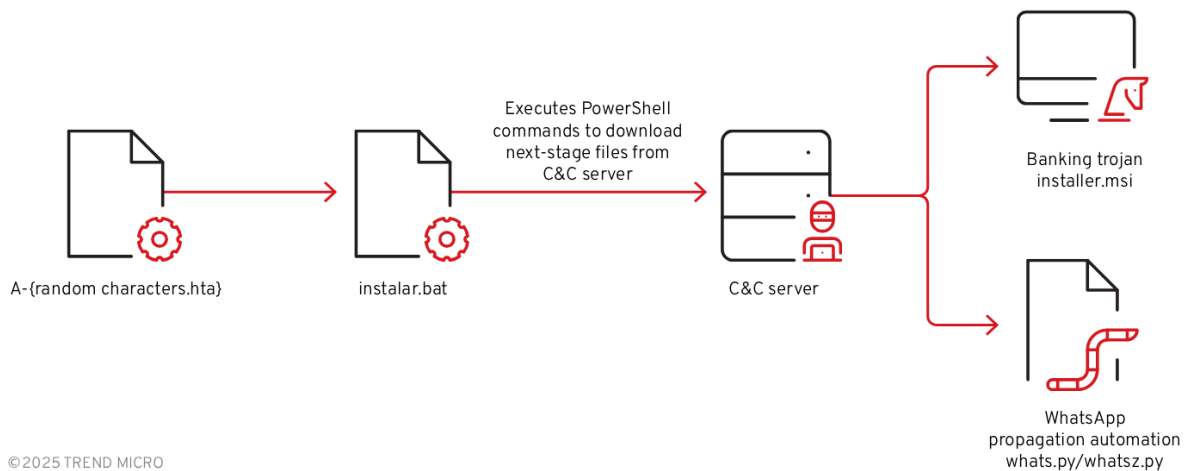 Executes PowerShell
commands to download
next-stage files from
C&C server
A-{random characters.hta}
instalar.bat
C&C server
Banking trojan
installer.msi
WhatsApp
propagation automation
whats.py/whatsz.py
©2025 TREND MICRO